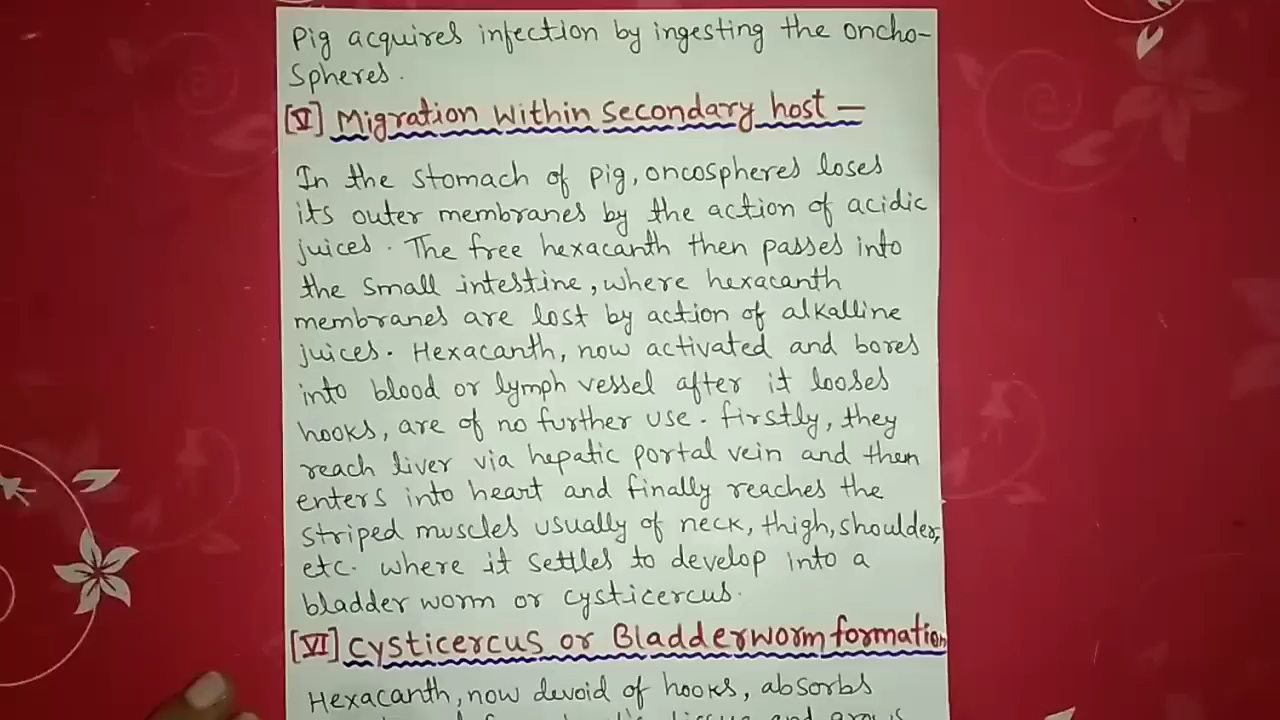 Pig acquires infection by ingesting the oncho-
Spheres.
[V] Migration Within Secondary host —
In the stomach of pig, oncospheres loses
its outer membranes by the action of acidic
juices. The free hexacanth then passes into
the small intestine, where hexacanth
membranes are lost by action of alkalline
juices. Hexacanth, now activated and bores
into blood or lymph vessel after it looses
hooks, are of no further use. firstly, they
reach liver via hepatic portal vein and then
enters into heart and finally reaches the
striped muscles usually of neck, thigh, shoulder,
etc. where it settles to develop into a
bladder worm or cysticercus.
[VI] Cysticercus or Bladderworm formation
Hexacanth, now devoid of hooks, absorbs
tissue and grows